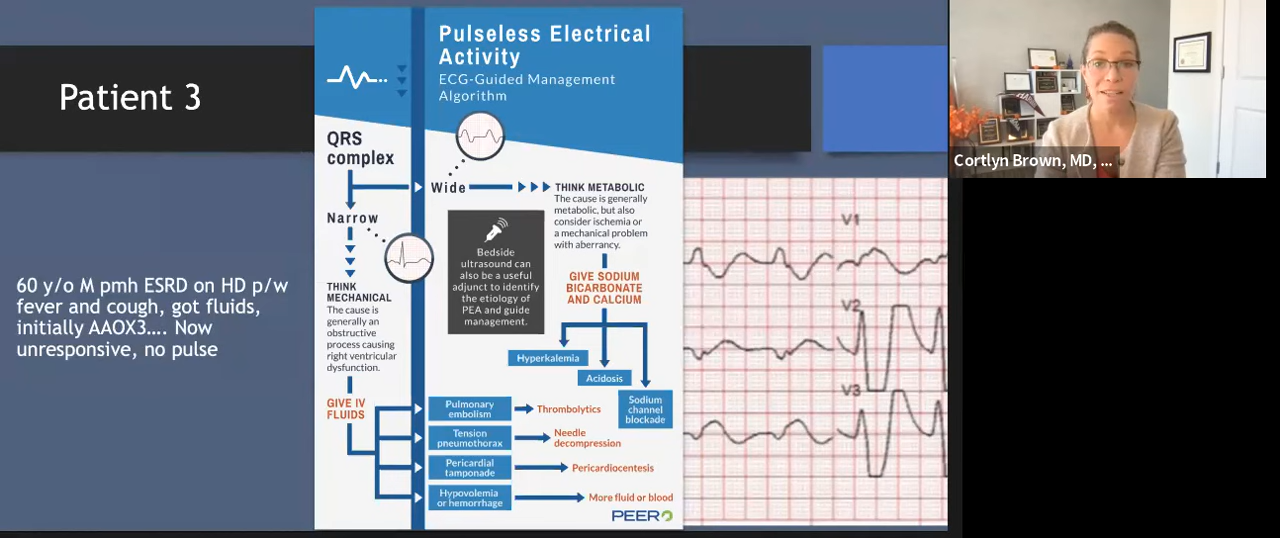 Patient 3
60 y/o M pmh ESRD on HD p/w
fever and cough, got fluids,
initially AAOX3.... Now
unresponsive, no pulse
Pulseless Electrical
Activity
ECG-Guided Management
Algorithm
QRS
complex
Wide
THINK METABOLIC
The cause is generally
metabolic, but also
consider ischemia or
a mechanical problem
with aberrancy.
GIVE SODIUM
BICARBONATE
AND CALCIUM
Hyperkalemia
Acidosis
Sodium
channel
blockade
Bedside
ultrasound can
also be a useful
adjunct to identify
the etiology of
PEA and guide
management.
Narrow
THINK
MECHANICAL
The cause is
generally an
obstructive
process causing
right ventricular
dysfunction.
GIVE IV
FLUIDS
Pulmonary
embolism
Thrombolytics
Tension
pneumothorax
Needle
decompression
Pericardial
tamponade
Pericardiocentesis
Hypovolemia
or hemorrhage
More fluid or blood
PEER
V1
V2
V3
Cortlyn Brown, MD, ...